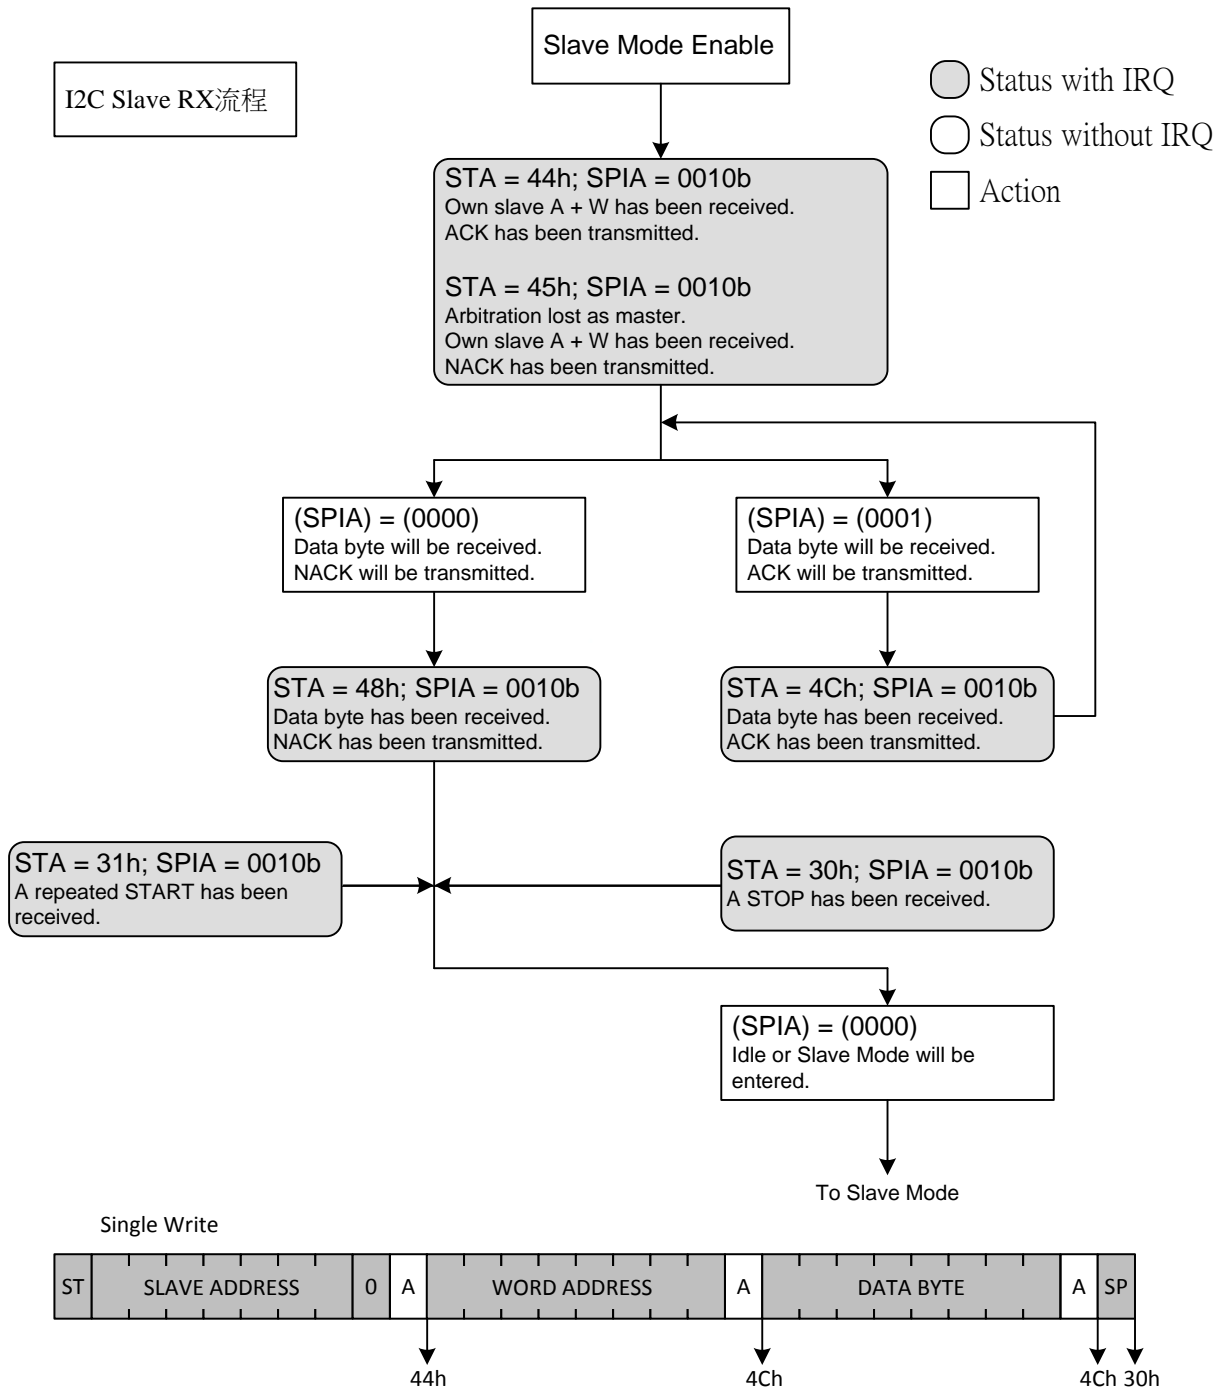 Slave Mode Enable
I2C Slave RX流程
Status with IRQ
Status without IRQ
Action
STA = 44h; SPIA = 0010b
Own slave A + W has been received.
ACK has been transmitted.
STA = 45h; SPIA = 0010b
Arbitration lost as master.
Own slave A + W has been received.
NACK has been transmitted.
(SPIA) = (0000)
Data byte will be received.
NACK will be transmitted.
(SPIA) = (0001)
Data byte will be received.
ACK will be transmitted.
STA = 48h; SPIA = 0010b
Data byte has been received.
NACK has been transmitted.
STA = 4Ch; SPIA = 0010b
Data byte has been received.
ACK has been transmitted.
STA = 31h; SPIA = 0010b
A repeated START has been
received.
STA = 30h; SPIA = 0010b
A STOP has been received.
(SPIA) = (0000)
Idle or Slave Mode will be
entered.
To Slave Mode
Single Write
ST SLAVE ADDRESS 0 A WORD ADDRESS A DATA BYTE A SP
44h 4Ch 4Ch 30h